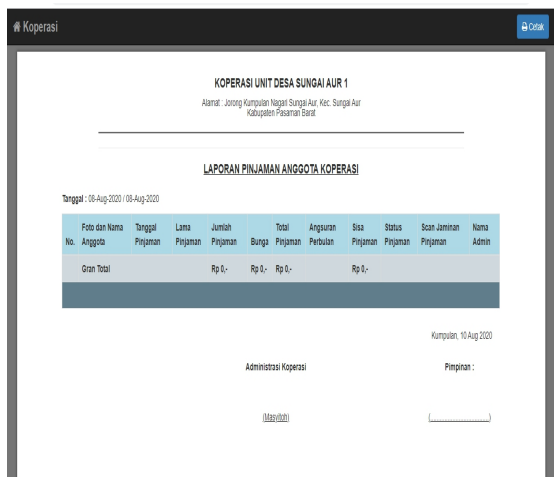 Koperasi
Cetak
KOPERASI UNIT DESA SUNGAI AUR 1
Alamat : Jorong Kumpulan Nagari Sungai Aur, Kec. Sungai Aur
Kabupaten Pasaman Barat
LAPORAN PINJAMAN ANGGOTA KOPERASI
Tanggal : 08-Aug-2020 / 08-Aug-2020
No. Foto dan Nama Anggota Tanggal Pinjaman Lama Pinjaman Jumlah Pinjaman Bunga Total Pinjaman Angsuran Perbulan Sisa Pinjaman Status Pinjaman Scan Jaminan Pinjaman Nama Admin
Gran Total Rp 0,- Rp 0,- Rp 0,- Rp 0,-
Kumpulan, 10 Aug 2020
Administrasi Koperasi Pimpinan :
(Masyitoh) (..............................)